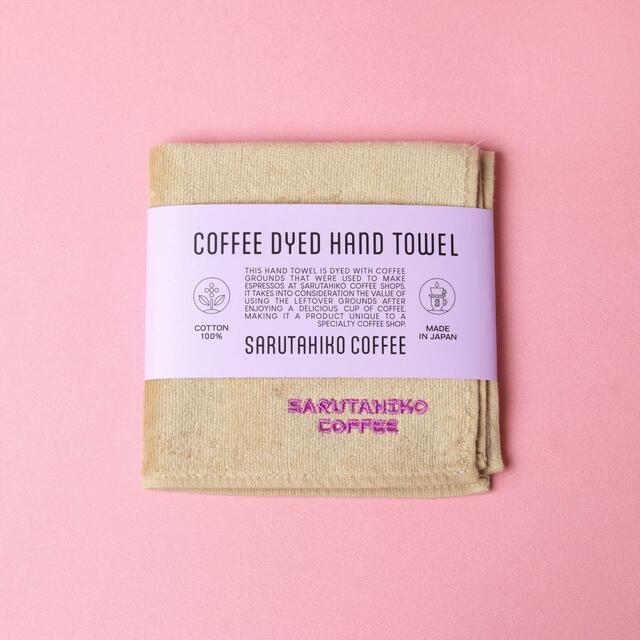 COFFEE DYED HAND TOWEL
THIS HAND TOWEL IS DYED WITH COFFEE
GROUNDS THAT WERE USED TO MAKE
ESPRESSOS AT SARUTAHIKO COFFEE SHOPS.
IT TAKES INTO CONSIDERATION THE VALUE OF
USING THE LEFTOVER GROUNDS AFTER
ENJOYING A DELICIOUS CUP OF COFFEE,
MAKING IT A PRODUCT UNIQUE TO A
SPECIALTY COFFEE SHOP.
COTTON
100%
MADE
IN JAPAN
SARUTAHIKO COFFEE
SARUTAHIKO
COFFEE